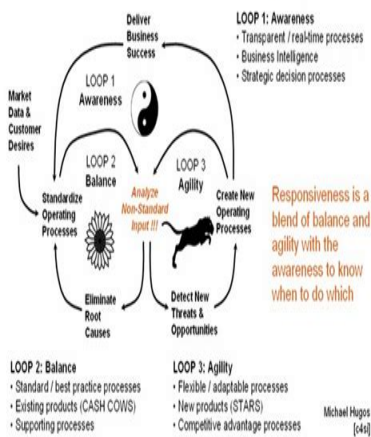 Deliver
Business
Success
LOOP 1: Awareness
• Transparent / real-time processes
• Business Intelligence
• Strategic decision processes
LOOP 1
Awareness
Market
Data &
Customer
Desires
LOOP 2
Balance
LOOP 3
Agility
Standardize
Operating
Processes
Analyze
Non-Standard
Input !!!
Create New
Operating
Processes
Responsiveness is a
blend of balance and
agility with the
awareness to know
when to do which
Eliminate
Root
Causes
Detect New
Threats &
Opportunities
LOOP 2: Balance
• Standard / best practice processes
• Existing products (CASH COWS)
• Supporting processes
LOOP 3: Agility
• Flexible / adaptable processes
• New products (STARS)
• Competitive advantage processes
Michael Hugos
[c4si]